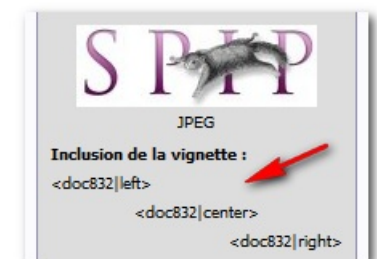 SPIP
JPEG
Inclusion de la vignette :
<doc832|left>
<doc832|center>
<doc832|right>